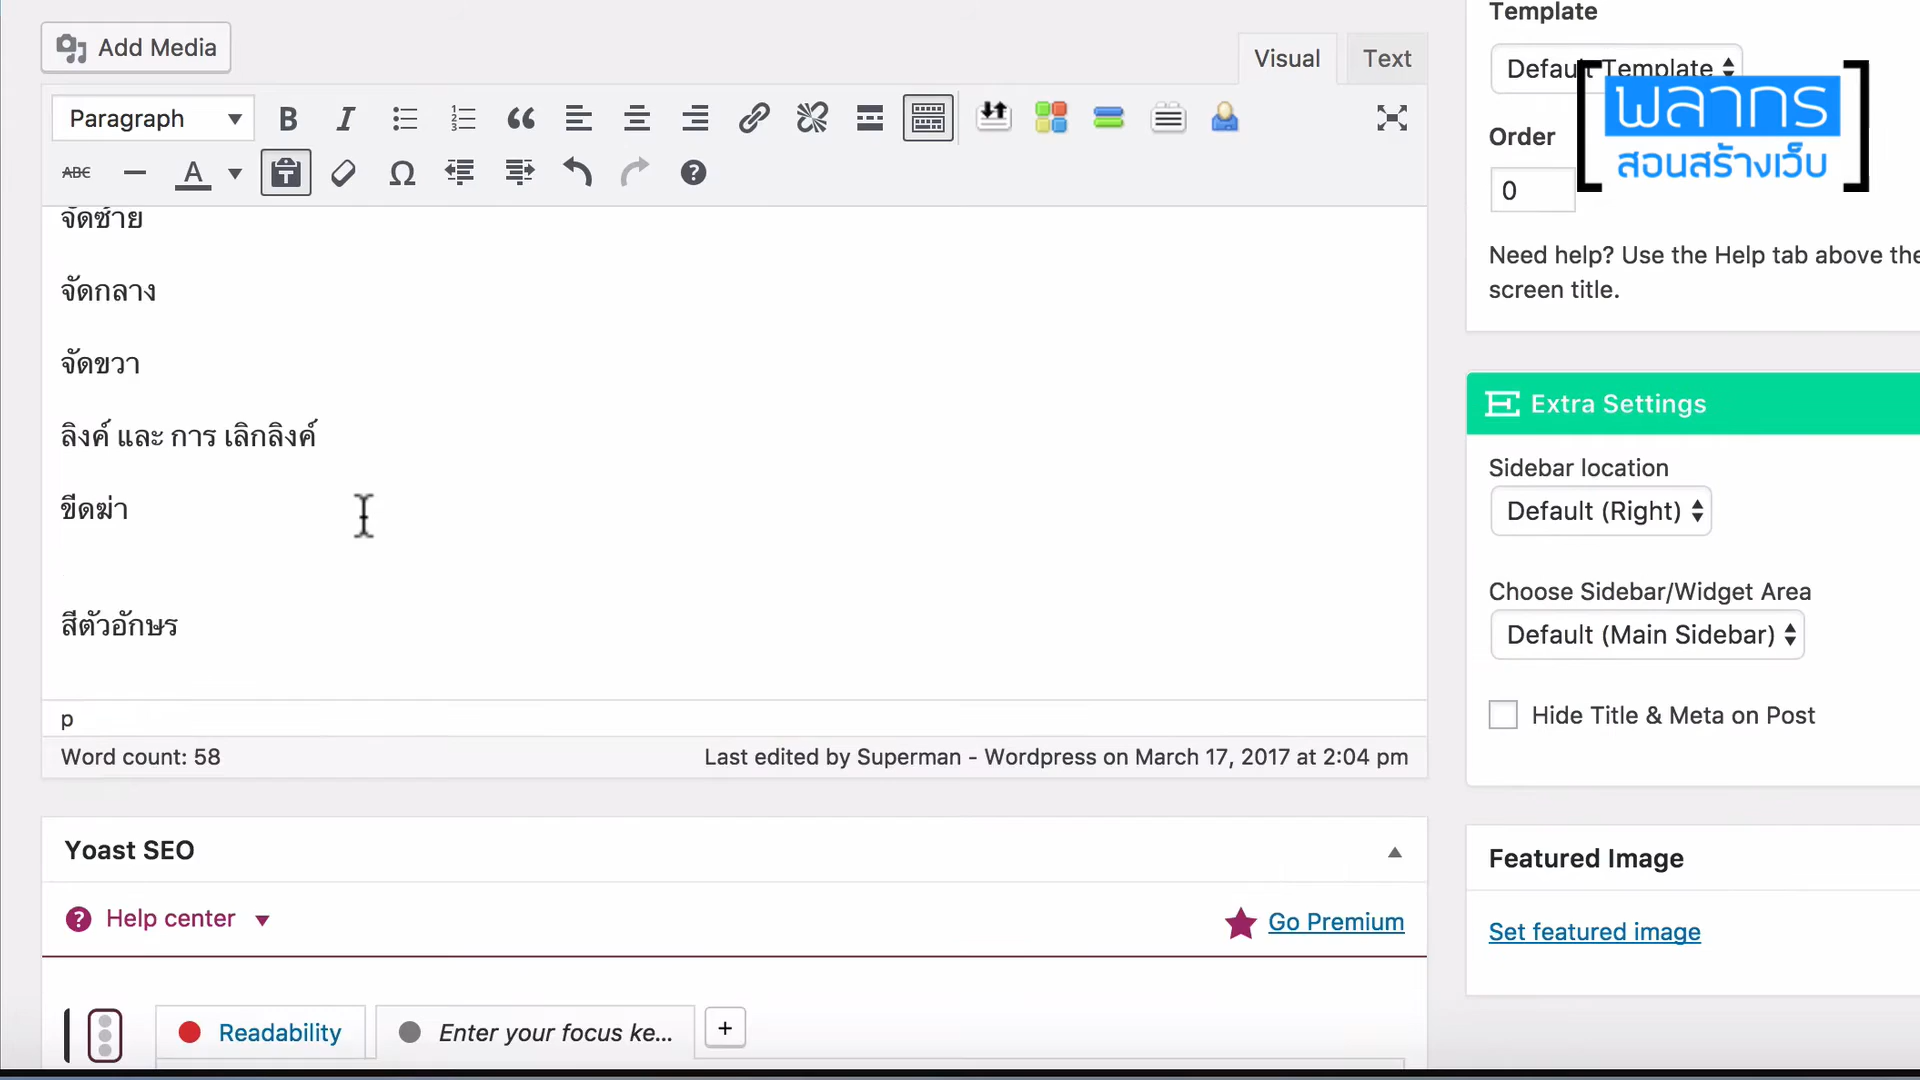 Add Media
Visual
Text
Paragraph
B
I
ABC
A
จัดซ้าย
จัดกลาง
จัดขวา
ลิงค์ และ การ เลิกลิงค์
ขีดฆ่า
สีตัวอักษร
p
Word count: 58
Last edited by Superman - Wordpress on March 17, 2017 at 2:04 pm
Yoast SEO
Help center
Go Premium
Readability
Enter your focus ke...
+
Template
Default Template
พลากร
สอนสร้างเว็บ
Order
0
Need help? Use the Help tab above the
screen title.
Extra Settings
Sidebar location
Default (Right)
Choose Sidebar/Widget Area
Default (Main Sidebar)
Hide Title & Meta on Post
Featured Image
Set featured image